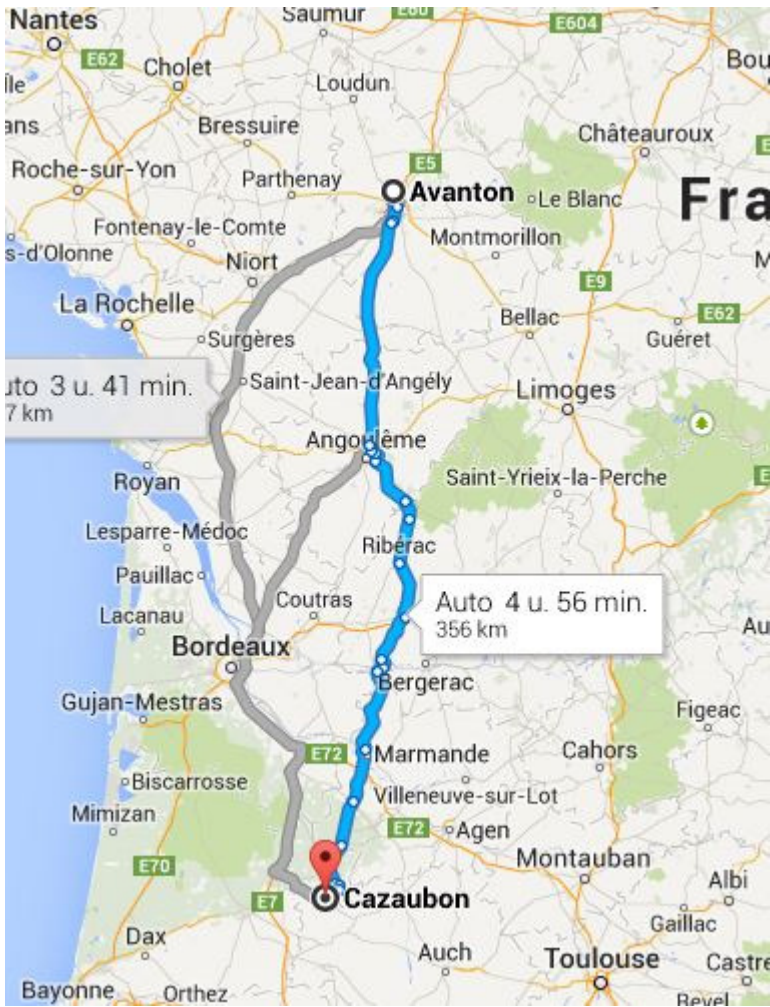 Nantes
Saumur
E604
E62
Cholet
Loudun
Bou
lle
ans
Bressuire
Châteauroux
E5
Roche-sur-Yon
Parthenay
Avanton
Le Blanc
Fra
Fontenay-le-Comte
Montmorillon
s-d'Olonne
Niort
E9
La Rochelle
Bellac
E62
Surgères
Guéret
uto 3 u. 41 min.
7 km
Saint-Jean-d'Angély
Limoges
Angoulême
Royan
Saint-Yrieix-la-Perche
Lesparre-Médoc
Ribérac
Pauillac
Auto 4 u. 56 min.
356 km
Lacanau
Coutras
Au
Bordeaux
Bergerac
Gujan-Mestras
Figeac
E72
Marmande
Cahors
Biscarrosse
Villeneuve-sur-Lot
Mimizan
E72
Agen
E70
Montauban
E7
Cazaubon
Albi
Gaillac
Dax
Auch
Toulouse
Castre
Bayonne
Orthez
Revel